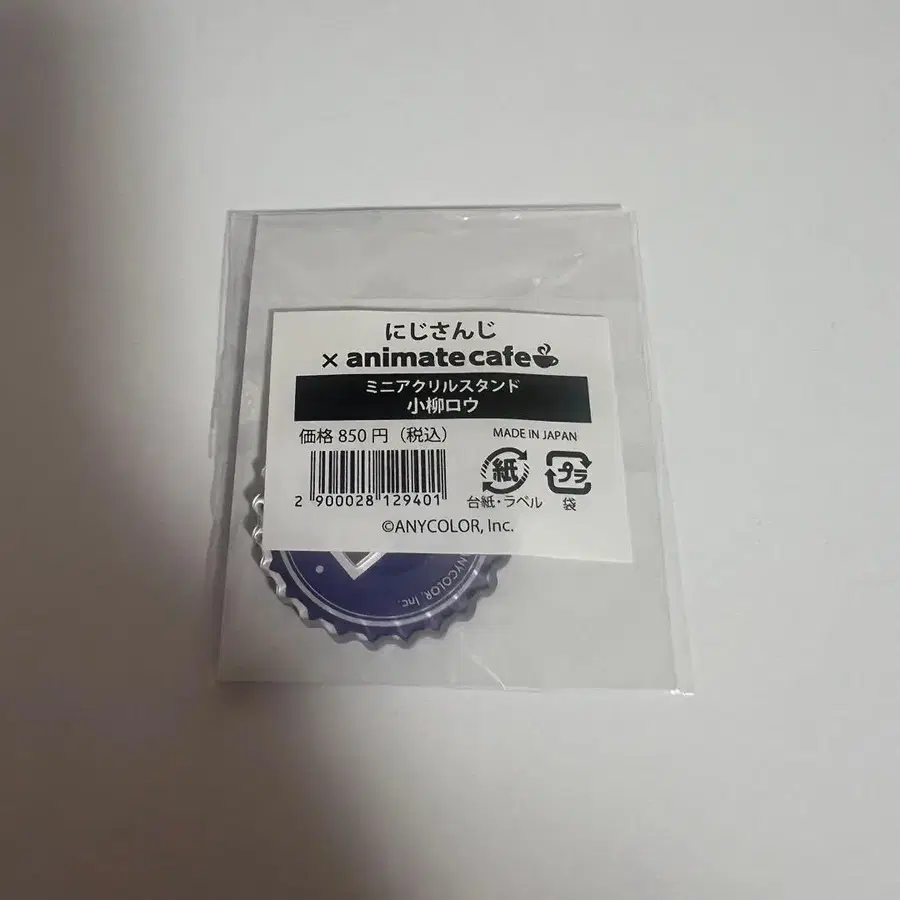 にじさんじ
× animate cafe
ミニアクリルスタンド
小柳ロウ
価格 850 円 (税込)
MADE IN JAPAN
2 900028 129401
紙
プラ
台紙・ラベル
袋
©ANYCOLOR, Inc.
NYCOLOR, Inc.